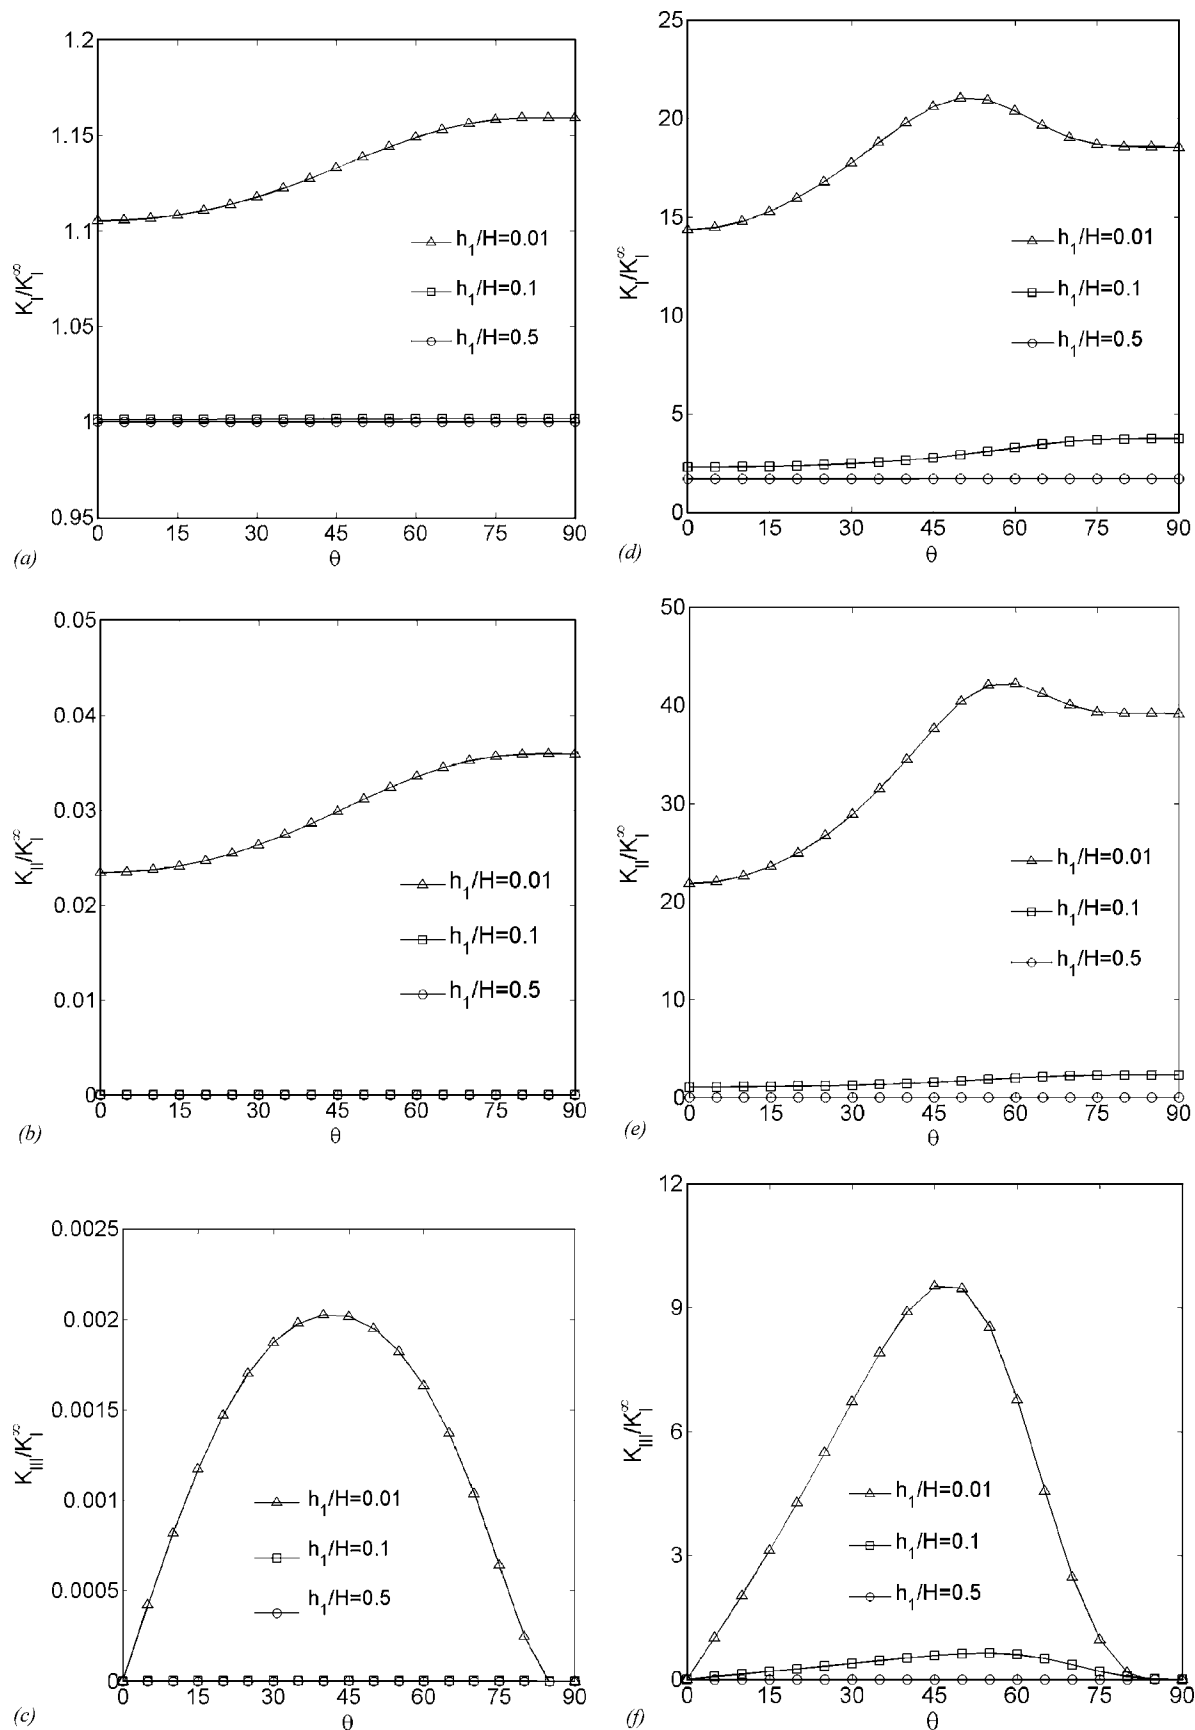 1.2
1.15
1.1
1.05
1
0.95
K_I/K_I^∞
h_1/H=0.01
h_1/H=0.1
h_1/H=0.5
0 15 30 45 60 75 90
θ
(a)
25
20
15
10
5
0
K_I/K_I^∞
h_1/H=0.01
h_1/H=0.1
h_1/H=0.5
0 15 30 45 60 75 90
θ
(d)
0.05
0.04
0.03
0.02
0.01
0
K_II/K_I^∞
h_1/H=0.01
h_1/H=0.1
h_1/H=0.5
0 15 30 45 60 75 90
θ
(b)
50
40
30
20
10
0
K_II/K_I^∞
h_1/H=0.01
h_1/H=0.1
h_1/H=0.5
0 15 30 45 60 75 90
θ
(e)
0.0025
0.002
0.0015
0.001
0.0005
0
K_III/K_I^∞
h_1/H=0.01
h_1/H=0.1
h_1/H=0.5
0 15 30 45 60 75 90
θ
(c)
12
9
6
3
0
K_III/K_I^∞
h_1/H=0.01
h_1/H=0.1
h_1/H=0.5
0 15 30 45 60 75 90
θ
(f)